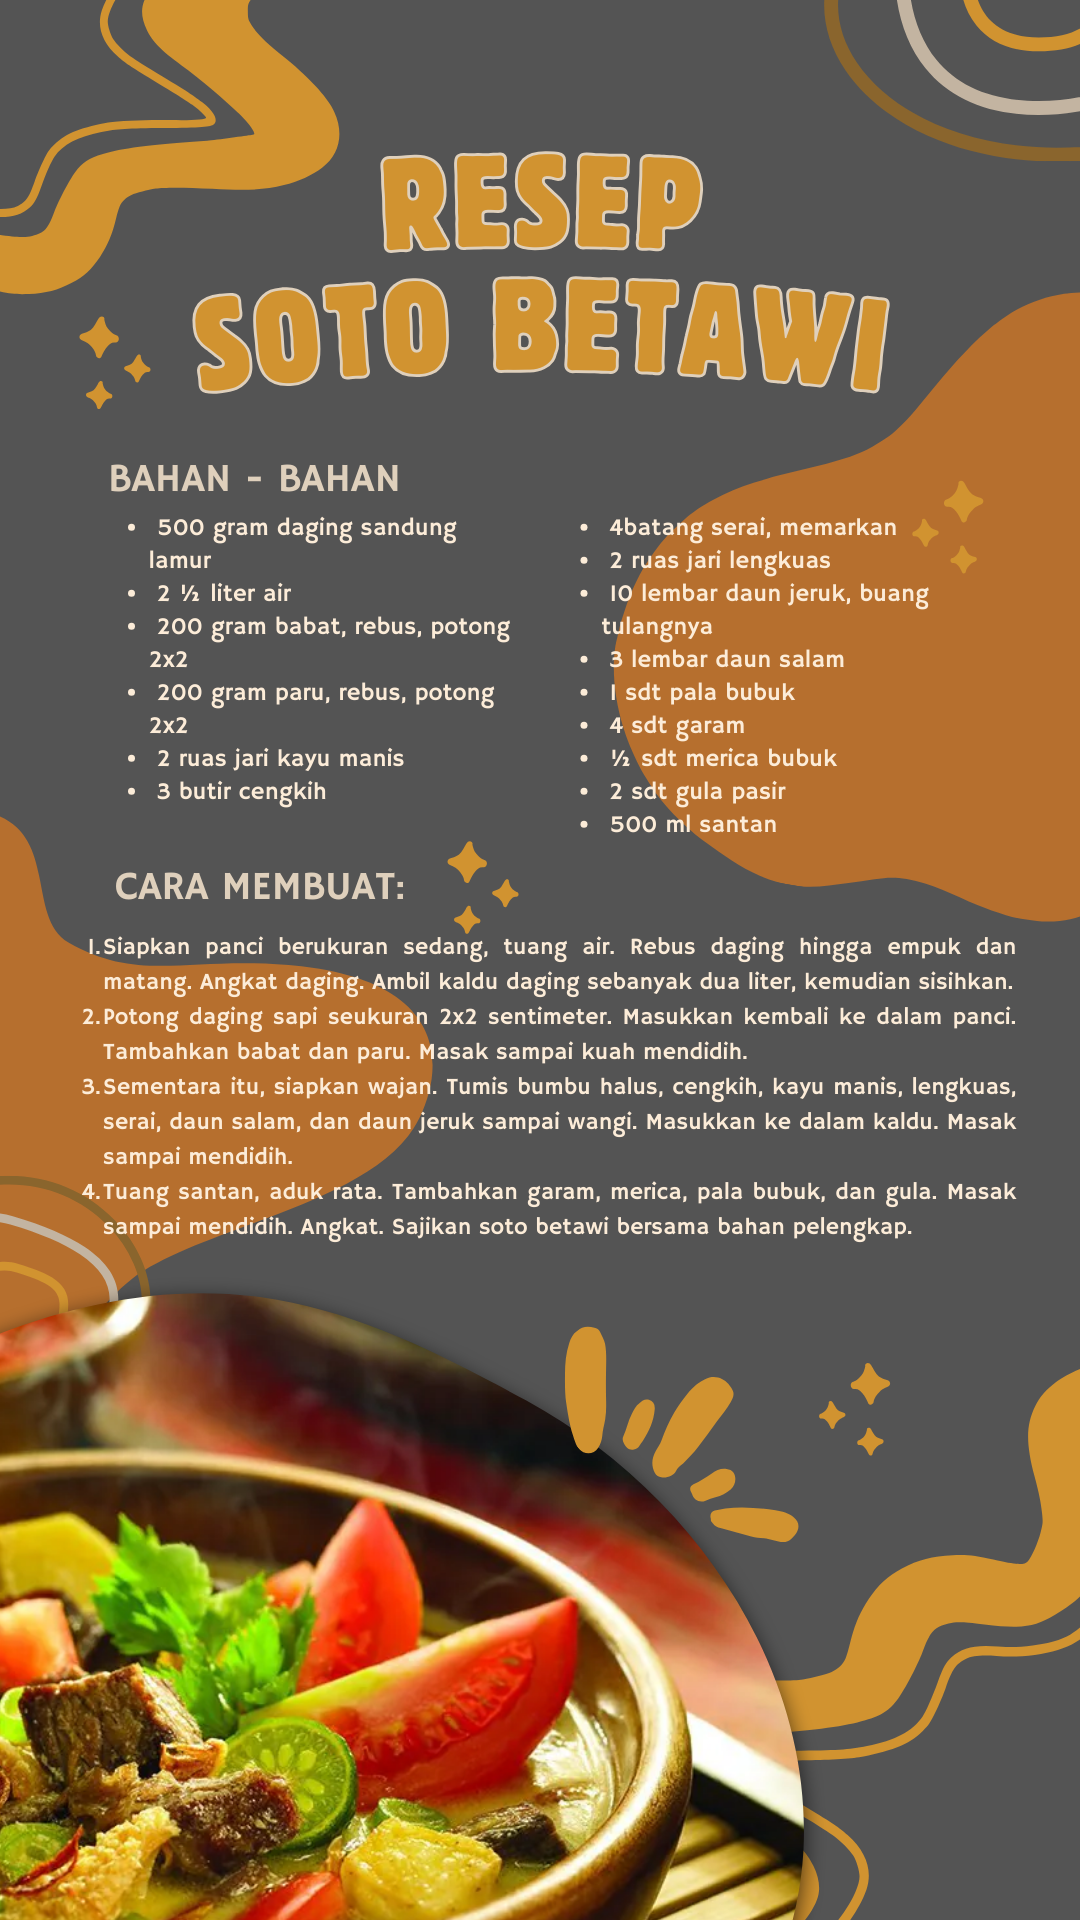 RESEP
SOTO BETAWI
BAHAN - BAHAN
• 500 gram daging sandung
lamur
• 2 ½ liter air
• 200 gram babat, rebus, potong
2x2
• 200 gram paru, rebus, potong
2x2
• 2 ruas jari kayu manis
• 3 butir cengkih
• 4batang serai, memarkan
• 2 ruas jari lengkuas
• 10 lembar daun jeruk, buang
tulangnya
• 3 lembar daun salam
• 1 sdt pala bubuk
• 4 sdt garam
• ½ sdt merica bubuk
• 2 sdt gula pasir
• 500 ml santan
CARA MEMBUAT:
1. Siapkan panci berukuran sedang, tuang air. Rebus daging hingga empuk dan
matang. Angkat daging. Ambil kaldu daging sebanyak dua liter, kemudian sisihkan.
2. Potong daging sapi seukuran 2x2 sentimeter. Masukkan kembali ke dalam panci.
Tambahkan babat dan paru. Masak sampai kuah mendidih.
3. Sementara itu, siapkan wajan. Tumis bumbu halus, cengkih, kayu manis, lengkuas,
serai, daun salam, dan daun jeruk sampai wangi. Masukkan ke dalam kaldu. Masak
sampai mendidih.
4. Tuang santan, aduk rata. Tambahkan garam, merica, pala bubuk, dan gula. Masak
sampai mendidih. Angkat. Sajikan soto betawi bersama bahan pelengkap.